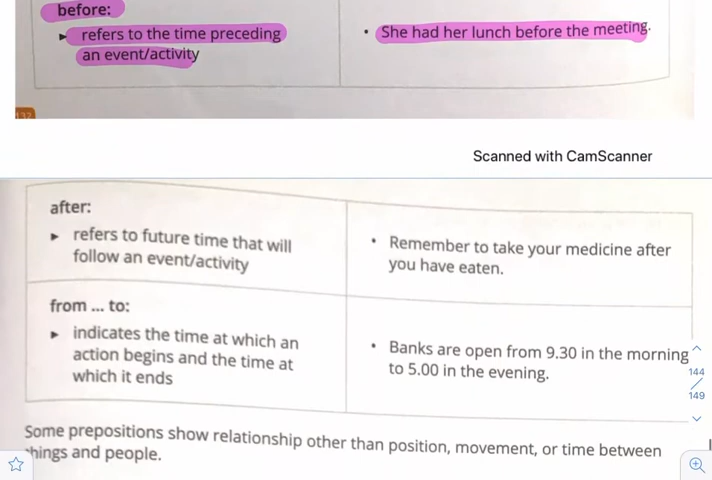 before:
► refers to the time preceding
an event/activity
• She had her lunch before the meeting.
132
Scanned with CamScanner
after:
► refers to future time that will
follow an event/activity
• Remember to take your medicine after
you have eaten.
from ... to:
► indicates the time at which an
action begins and the time at
which it ends
• Banks are open from 9.30 in the morning
to 5.00 in the evening.
144
149
Some prepositions show relationship other than position, movement, or time between
things and people.